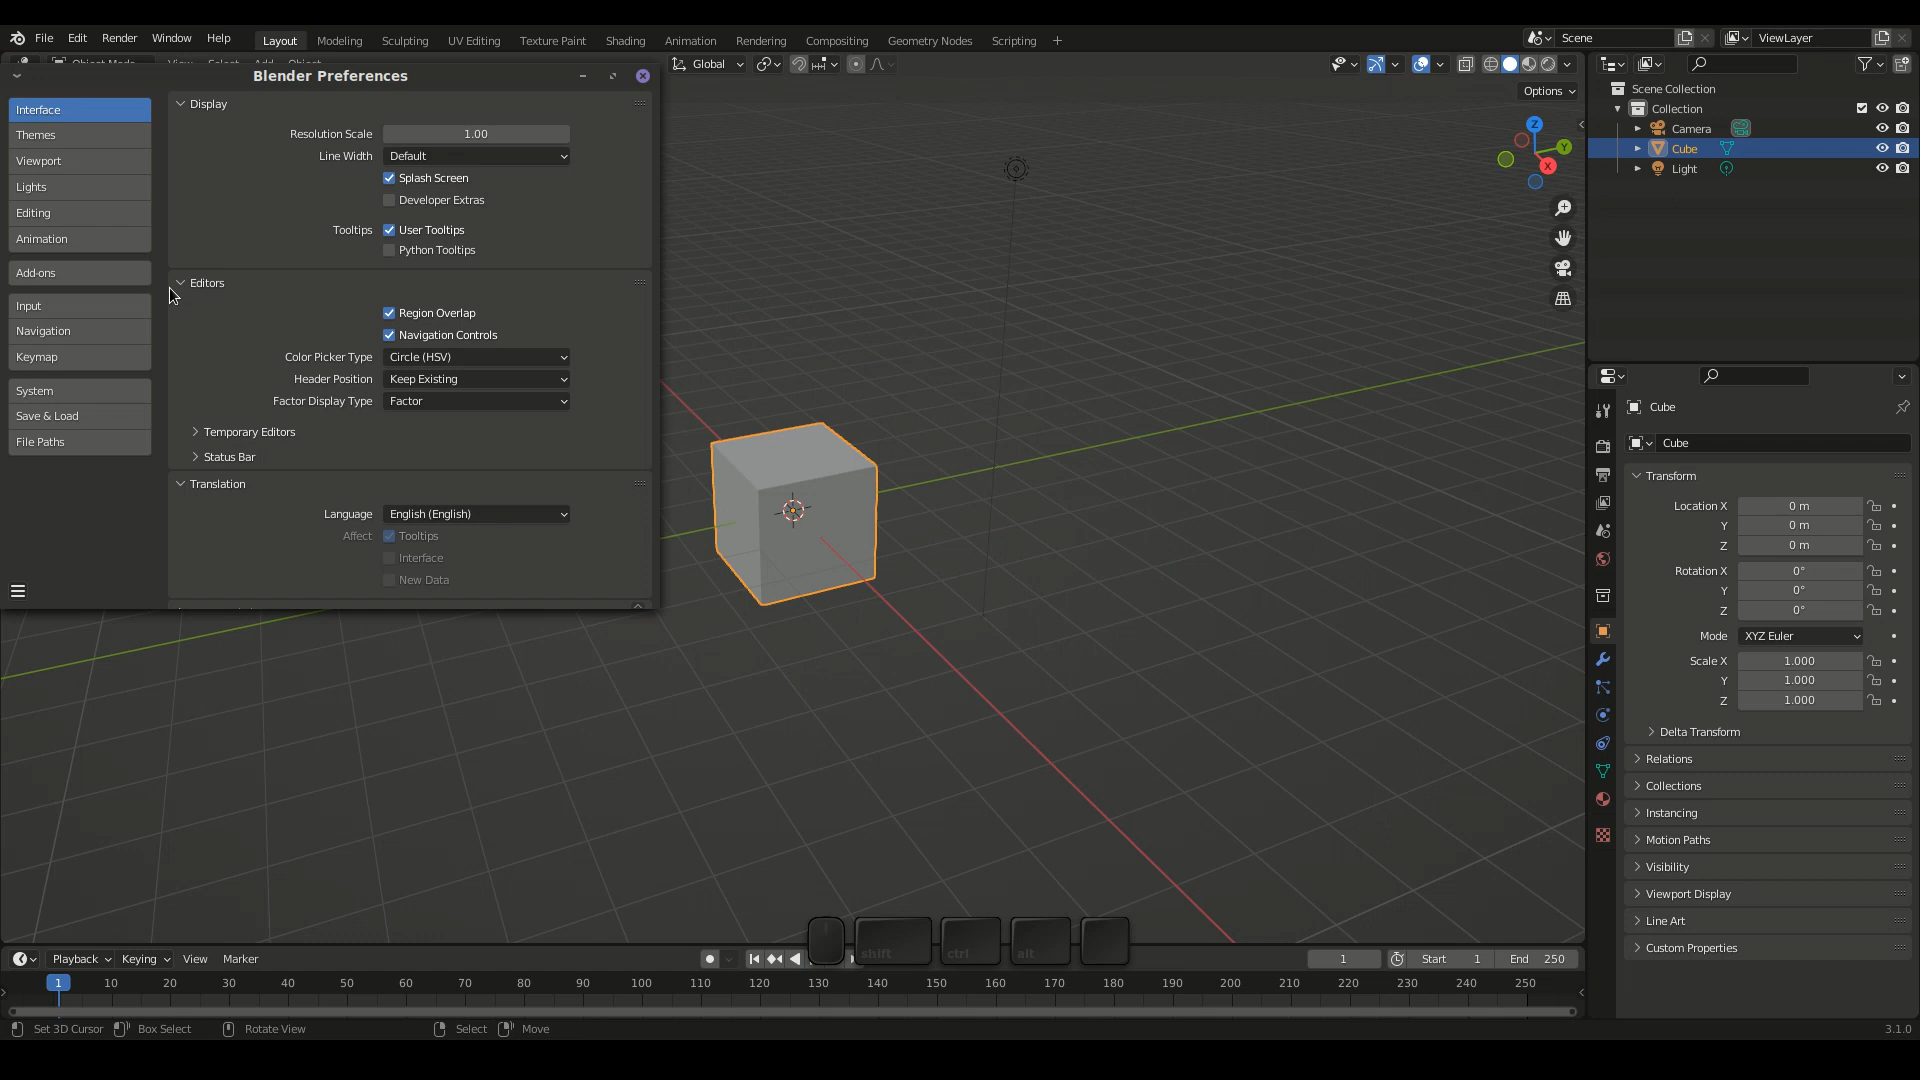 File Edit Render Window Help Layout Modeling Sculpting UV Editing Texture Paint Shading Animation Rendering Compositing Geometry Nodes Scripting + Scene ViewLayer
Global
Options
Blender Preferences
Interface
Themes
Viewport
Lights
Editing
Animation
Add-ons
Input
Navigation
Keymap
System
Save & Load
File Paths
Display
Resolution Scale 1.00
Line Width Default
Splash Screen
Developer Extras
Tooltips User Tooltips
Python Tooltips
Editors
Region Overlap
Navigation Controls
Color Picker Type Circle (HSV)
Header Position Keep Existing
Factor Display Type Factor
Temporary Editors
Status Bar
Translation
Language English (English)
Affect Tooltips
Interface
New Data
Z
Y
X
Scene Collection
Collection
Camera
Cube
Light
Cube
Cube
Transform
Location X 0 m
Y 0 m
Z 0 m
Rotation X 0°
Y 0°
Z 0°
Mode XYZ Euler
Scale X 1.000
Y 1.000
Z 1.000
Delta Transform
Relations
Collections
Instancing
Motion Paths
Visibility
Viewport Display
Line Art
Custom Properties
shift ctrl alt
Playback Keying View Marker 1 Start 1 End 250
1 10 20 30 40 50 60 70 80 90 100 110 120 130 140 150 160 170 180 190 200 210 220 230 240 250
Set 3D Cursor Box Select Rotate View Select Move 3.1.0